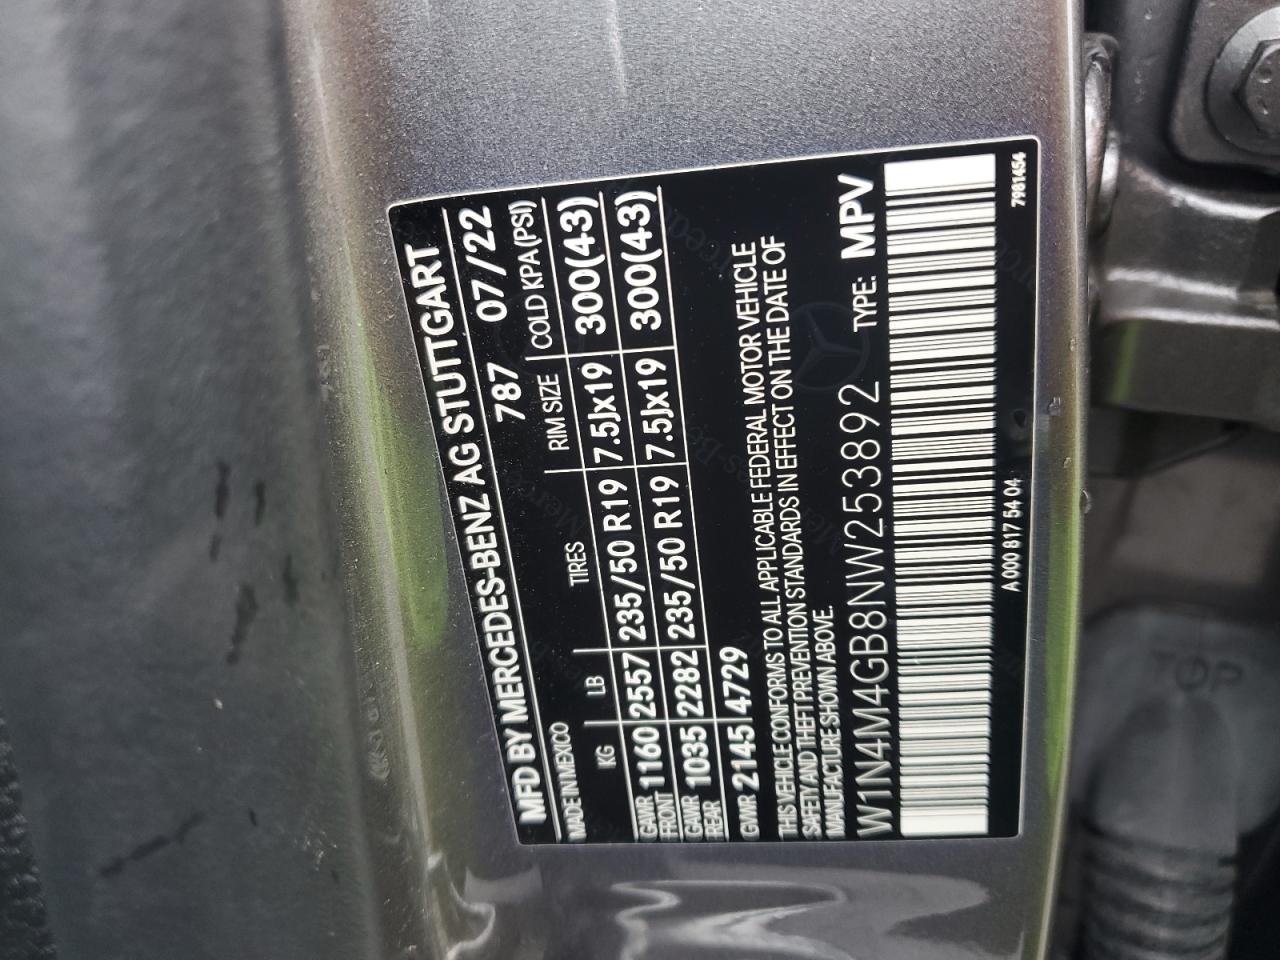 MFD BY MERCEDES-BENZ AG STUTTGART
MADE IN MEXICO 787 07/22
KG LB TIRES RIM SIZE COLD KPA(PSI)
GAWR FRONT 1160 2557 235/50 R19 7.5Jx19 300(43)
GAWR REAR 1035 2282 235/50 R19 7.5Jx19 300(43)
GVWR 2145 4729
THIS VEHICLE CONFORMS TO ALL APPLICABLE FEDERAL MOTOR VEHICLE
SAFETY AND THEFT PREVENTION STANDARDS IN EFFECT ON THE DATE OF
MANUFACTURE SHOWN ABOVE.
W1N4M4GB8NW253892 TYPE: MPV
A 000 817 54 04 7981454
TOP